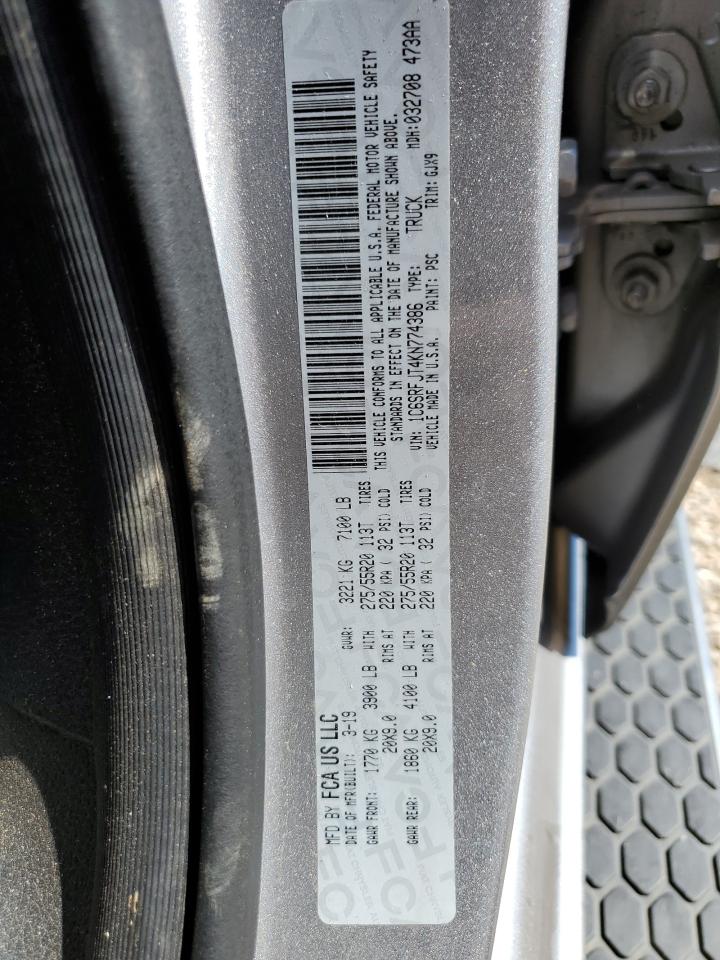 MFD BY FCA US LLC
DATE OF MFR(BUILT): 3-19 GVWR: 3221 KG 7100 LB
GAWR FRONT: 1770 KG 3900 LB WITH 275/55R20 113T TIRES
20X9.0 RIMS AT 220 KPA ( 32 PSI) COLD
GAWR REAR: 1860 KG 4100 LB WITH 275/55R20 113T TIRES
20X9.0 RIMS AT 220 KPA ( 32 PSI) COLD
THIS VEHICLE CONFORMS TO ALL APPLICABLE U.S.A. FEDERAL MOTOR VEHICLE SAFETY
STANDARDS IN EFFECT ON THE DATE OF MANUFACTURE SHOWN ABOVE.
VIN: 1C6SRFJT4KN774386 TYPE: TRUCK MDH:032708 473AA
VEHICLE MADE IN U.S.A. PAINT: PSC TRIM: GJX9